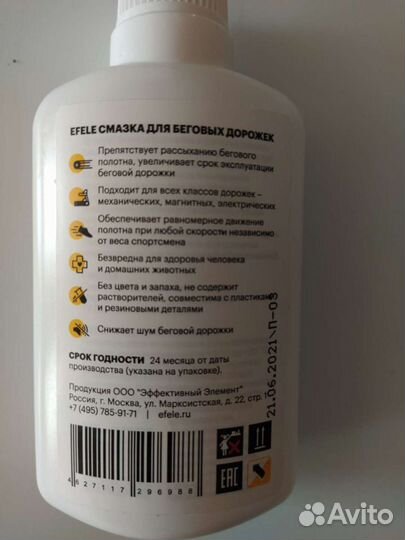 EFELE СМАЗКА ДЛЯ БЕГОВЫХ ДОРОЖЕК
Препятствует рассыханию бегового
полотна, увеличивает срок эксплуатации
беговой дорожки
Подходит для всех классов дорожек –
механических, магнитных, электрических
Обеспечивает равномерное движение
полотна при любой скорости независимо
от веса спортсмена
Безвредна для здоровья человека
и домашних животных
Без цвета и запаха, не содержит
растворителей, совместима с пластиками
и резиновыми деталями
Снижает шум беговой дорожки
СРОК ГОДНОСТИ 24 месяца от даты
производства (указана на упаковке).
21.06.2021\П-03
Продукция ООО "Эффективный Элемент"
Россия, г. Москва, ул. Марксистская, д. 22, стр. 1
+7 (495) 785-91-71 | efele.ru
4 627117 296988
EAC
Avito